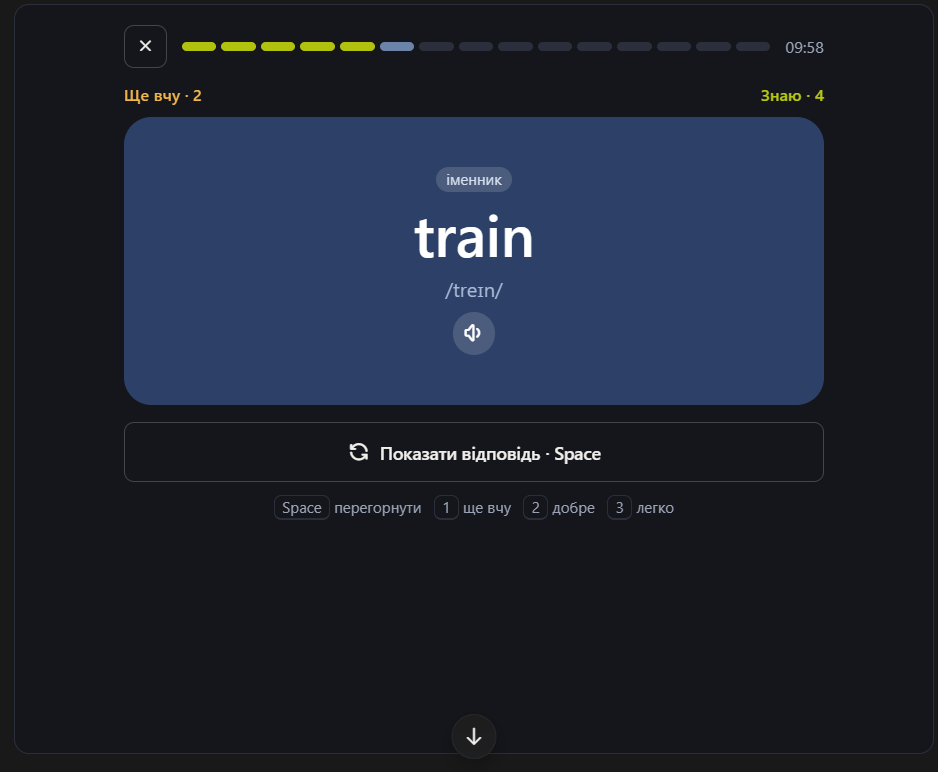 09:58
Ще вчу · 2
Знаю · 4
іменник
train
/treɪn/
Показати відповідь · Space
Space перегорнути 1 ще вчу 2 добре 3 легко